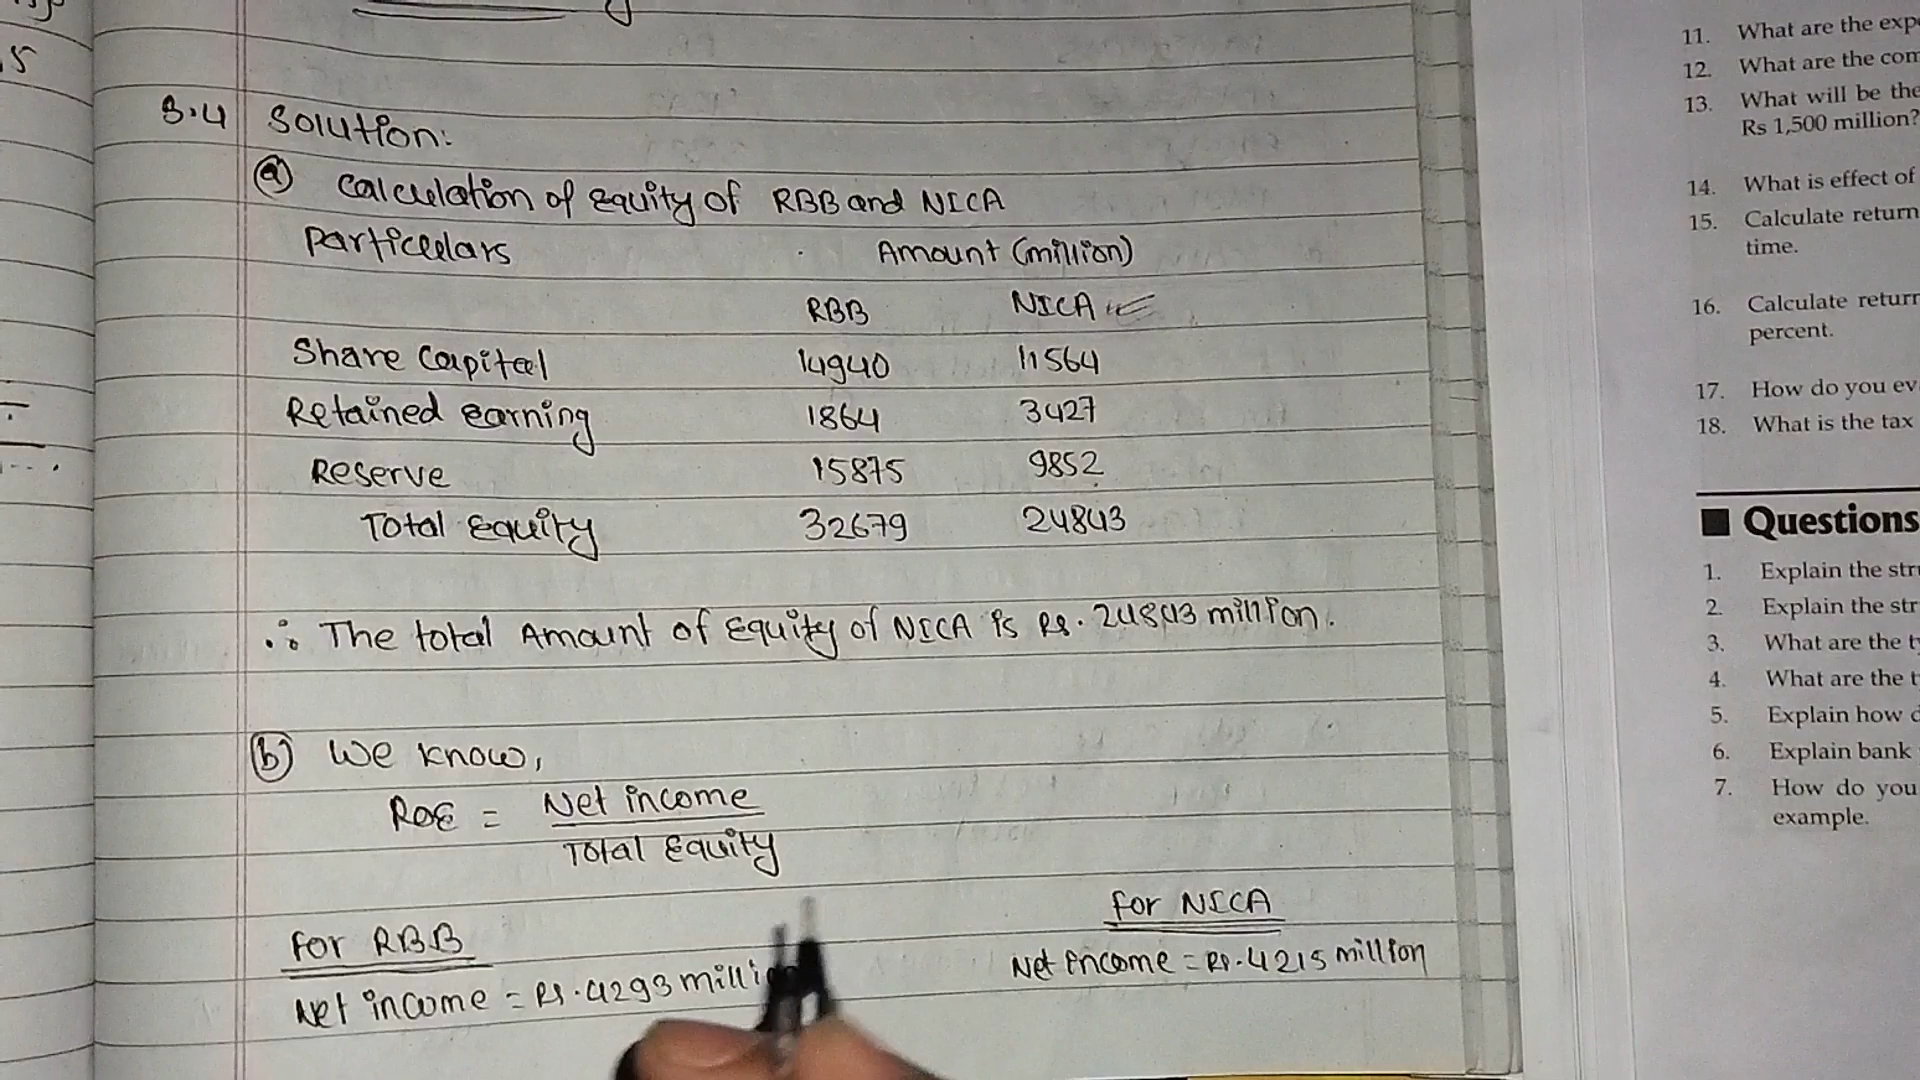 .5
3.4 Solution:
(a) Calculation of Equity of RBB and NICA
Particulars Amount (million)
RBB NICA
Share Capital 14940 11564
Retained earning 1864 3427
Reserve 15875 9852
Total Equity 32679 24843
∴ The total Amount of Equity of NICA is Rs. 24843 million.
(b) We know,
ROE = Net income
Total Equity
For RBB
For NICA
Net income = Rs. 4293
Net income = Rs. 4215 million
11. What are the
12. What are the
13. What will be the
Rs 1,500 million?
14. What is effect of
15. Calculate return
time.
16. Calculate
percent.
17. How do you
18. What is the tax
■ Questions
1. Explain the
2. Explain the
3. What are the
4. What are the
5. Explain how
6. Explain bank
7. How do you
example.